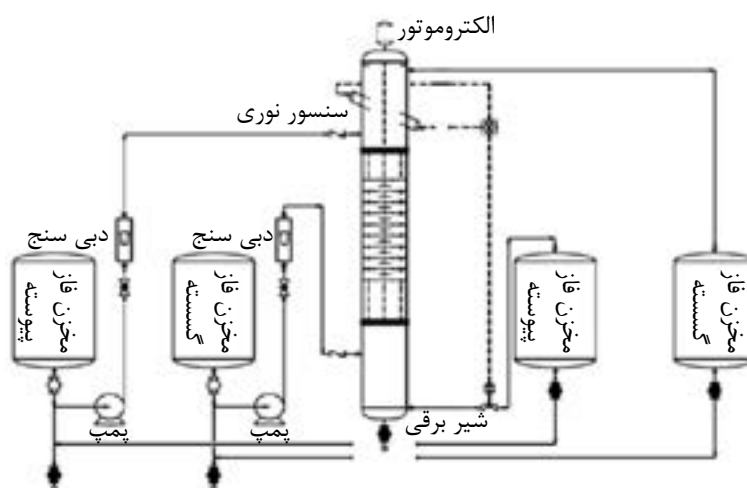 الکتروموتور
سنسور نوری
دبی سنج
دبی سنج
مخزن فاز
پیوسته
مخزن فاز
گسسته
مخزن فاز
پیوسته
مخزن فاز
گسسته
شیر برقی
پمپ
پمپ